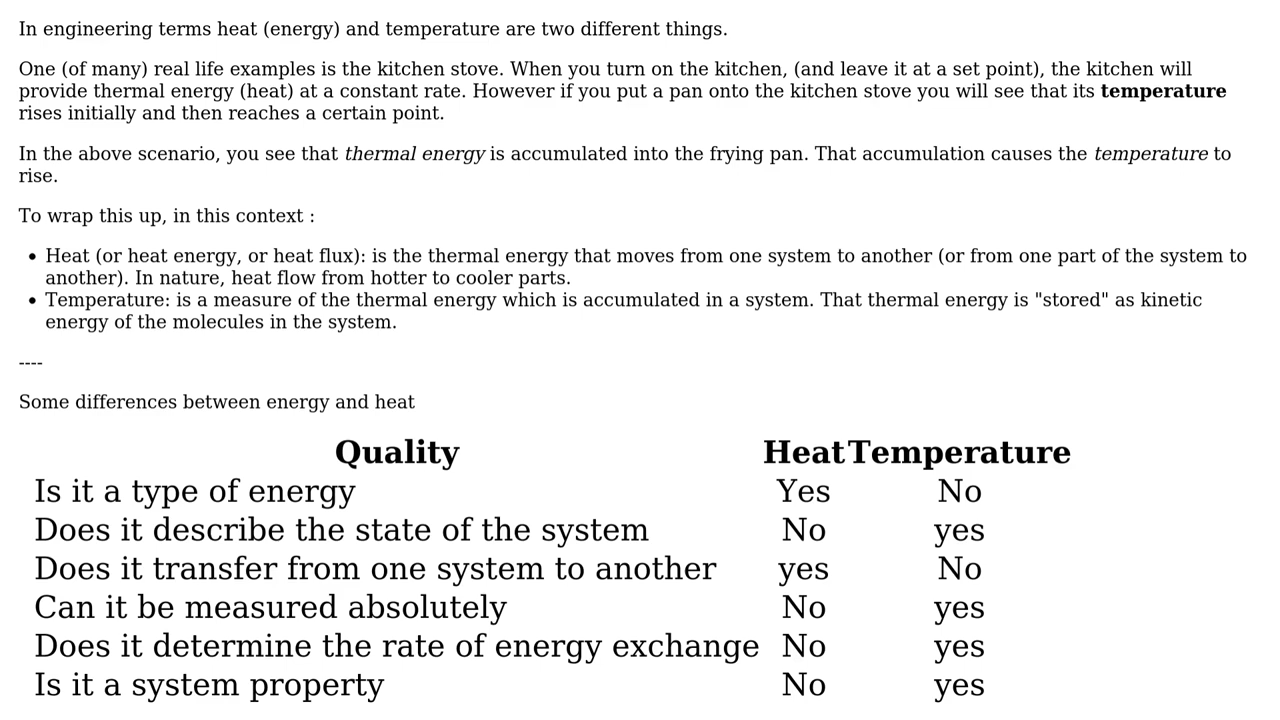 In engineering terms heat (energy) and temperature are two different things.
One (of many) real life examples is the kitchen stove. When you turn on the kitchen, (and leave it at a set point), the kitchen will
provide thermal energy (heat) at a constant rate. However if you put a pan onto the kitchen stove you will see that its temperature
rises initially and then reaches a certain point.
In the above scenario, you see that thermal energy is accumulated into the frying pan. That accumulation causes the temperature to
rise.
To wrap this up, in this context :
• Heat (or heat energy, or heat flux): is the thermal energy that moves from one system to another (or from one part of the system to
another). In nature, heat flow from hotter to cooler parts.
• Temperature: is a measure of the thermal energy which is accumulated in a system. That thermal energy is "stored" as kinetic
energy of the molecules in the system.
----
Some differences between energy and heat
Quality Heat Temperature
Is it a type of energy Yes No
Does it describe the state of the system No yes
Does it transfer from one system to another yes No
Can it be measured absolutely No yes
Does it determine the rate of energy exchange No yes
Is it a system property No yes